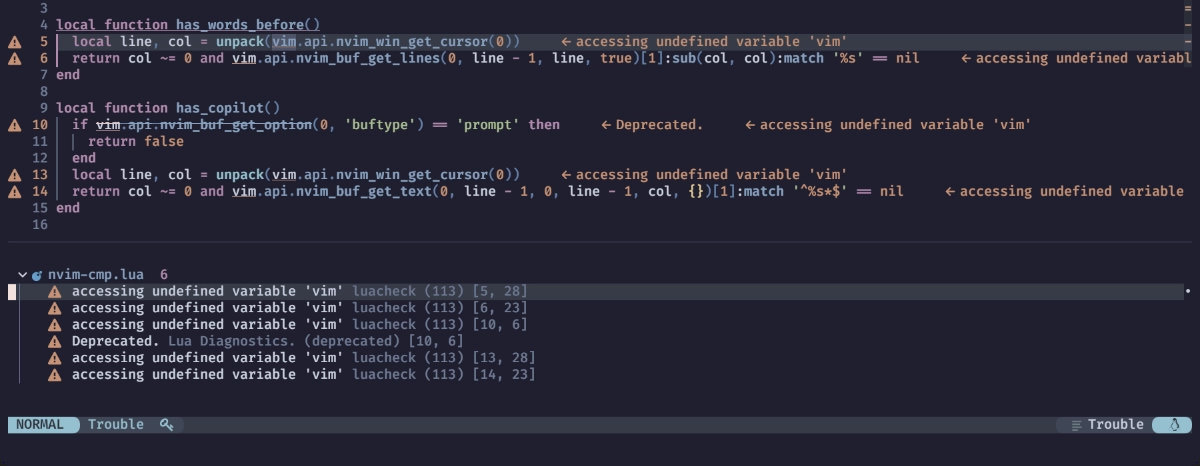 3
4 local function has_words_before()
5 local line, col = unpack(vim.api.nvim_win_get_cursor(0)) ← accessing undefined variable 'vim'
6 return col ~= 0 and vim.api.nvim_buf_get_lines(0, line - 1, line, true)[1]:sub(col, col):match '%s' == nil ← accessing undefined variabl
7 end
8
9 local function has_copilot()
10 if vim.api.nvim_buf_get_option(0, 'buftype') == 'prompt' then ← Deprecated. ← accessing undefined variable 'vim'
11 return false
12 end
13 local line, col = unpack(vim.api.nvim_win_get_cursor(0)) ← accessing undefined variable 'vim'
14 return col ~= 0 and vim.api.nvim_buf_get_text(0, line - 1, 0, line - 1, col, {})[1]:match '^%s*$' == nil ← accessing undefined variable
15 end
16
nvim-cmp.lua 6
accessing undefined variable 'vim' luacheck (113) [5, 28]
accessing undefined variable 'vim' luacheck (113) [6, 23]
accessing undefined variable 'vim' luacheck (113) [10, 6]
Deprecated. Lua Diagnostics. (deprecated) [10, 6]
accessing undefined variable 'vim' luacheck (113) [13, 28]
accessing undefined variable 'vim' luacheck (113) [14, 23]
NORMAL Trouble Trouble